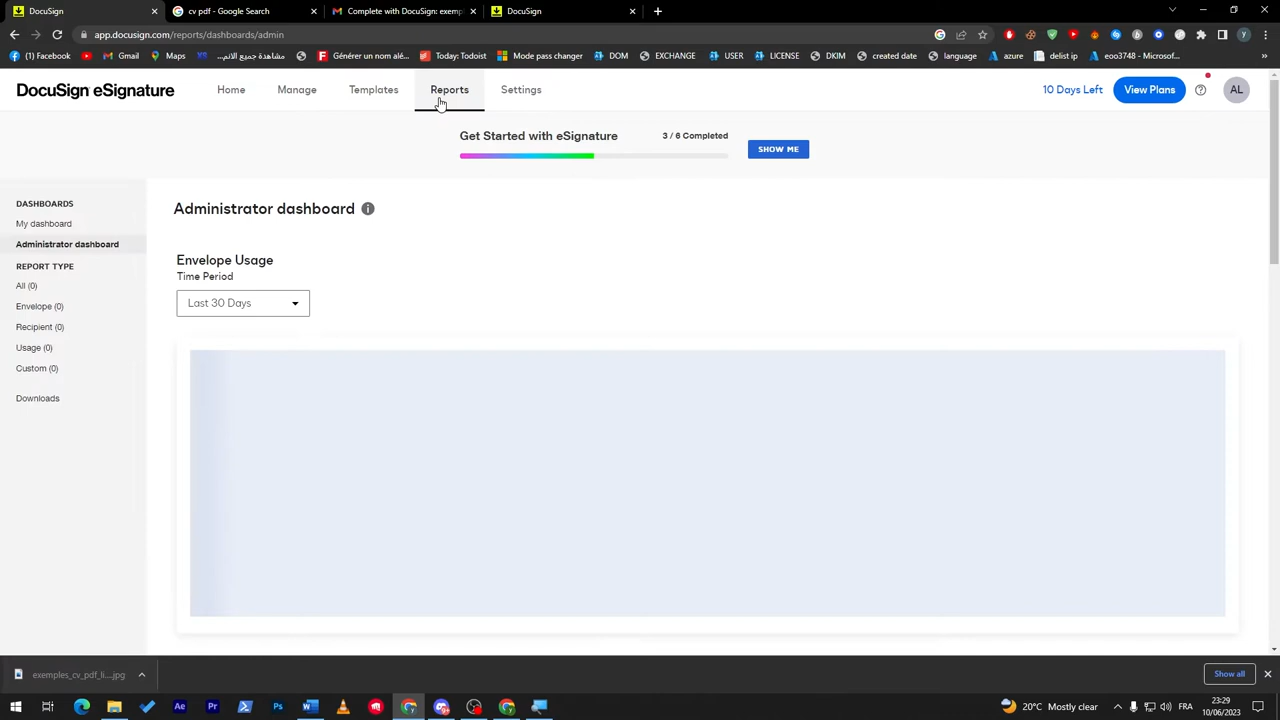 DocuSign
cv pdf - Google Search
Complete with DocuSign: exemp
DocuSign
app.docusign.com/reports/dashboards/admin
(1) Facebook
Gmail
Maps
Générer un nom alé...
Today: Todoist
Mode pass changer
DOM
EXCHANGE
USER
LICENSE
DKIM
created date
language
azure
delist ip
eoo3748 - Microsof...
DocuSign eSignature
Home
Manage
Templates
Reports
Settings
10 Days Left
View Plans
AL
Get Started with eSignature
3 / 6 Completed
SHOW ME
DASHBOARDS
My dashboard
Administrator dashboard
REPORT TYPE
All (0)
Envelope (0)
Recipient (0)
Usage (0)
Custom (0)
Downloads
Administrator dashboard
Envelope Usage
Time Period
Last 30 Days
exemples_cv_pdf_li....jpg
Show all
20°C Mostly clear
FRA
23:29
10/06/2023